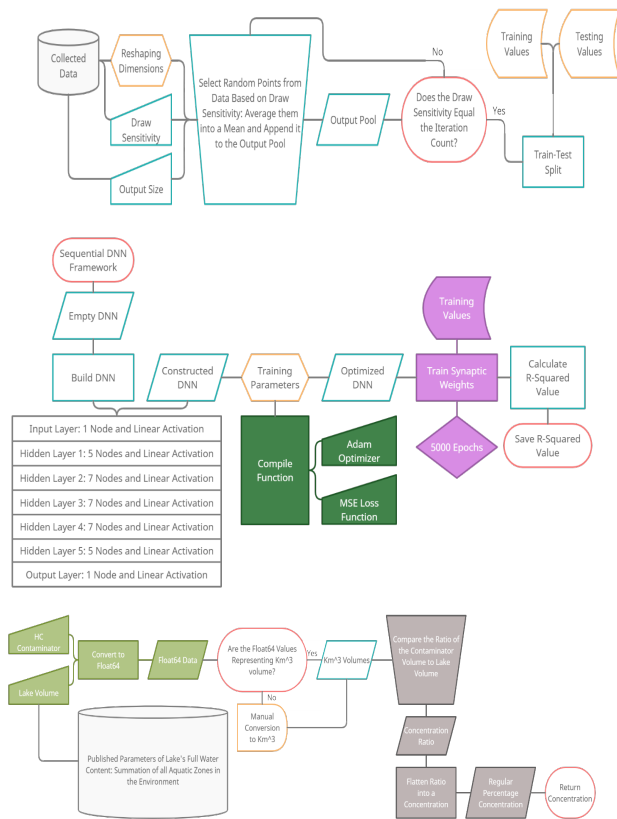 Collected
Data
Reshaping
Dimensions
Draw
Sensitivity
Output Size
Select Random Points from
Data Based on Draw
Sensitivity: Average them
into a Mean and Append it
to the Output Pool
Output Pool
No
Does the Draw
Sensitivity Equal
the Iteration
Count?
Yes
Training
Values
Testing
Values
Train-Test
Split
Sequential DNN
Framework
Empty DNN
Build DNN
Constructed
DNN
Training
Parameters
Optimized
DNN
Training
Values
Train Synaptic
Weights
5000 Epochs
Calculate
R-Squared
Value
Save R-Squared
Value
Input Layer: 1 Node and Linear Activation
Hidden Layer 1: 5 Nodes and Linear Activation
Hidden Layer 2: 7 Nodes and Linear Activation
Hidden Layer 3: 7 Nodes and Linear Activation
Hidden Layer 4: 7 Nodes and Linear Activation
Hidden Layer 5: 5 Nodes and Linear Activation
Output Layer: 1 Node and Linear Activation
Compile
Function
Adam
Optimizer
MSE Loss
Function
HC
Contaminator
Lake Volume
Convert to
Float64
Float64 Data
Are the Float64 Values
Representing Km^3
volume?
Yes
No
Km^3 Volumes
Manual
Conversion
to Km^3
Published Parameters of Lake's Full Water
Content: Summation of all Aquatic Zones in
the Environment
Compare the Ratio of
the Contaminator
Volume to Lake
Volume
Concentration
Ratio
Flatten Ratio
into a
Concentration
Regular
Percentage
Concentration
Return
Concentration